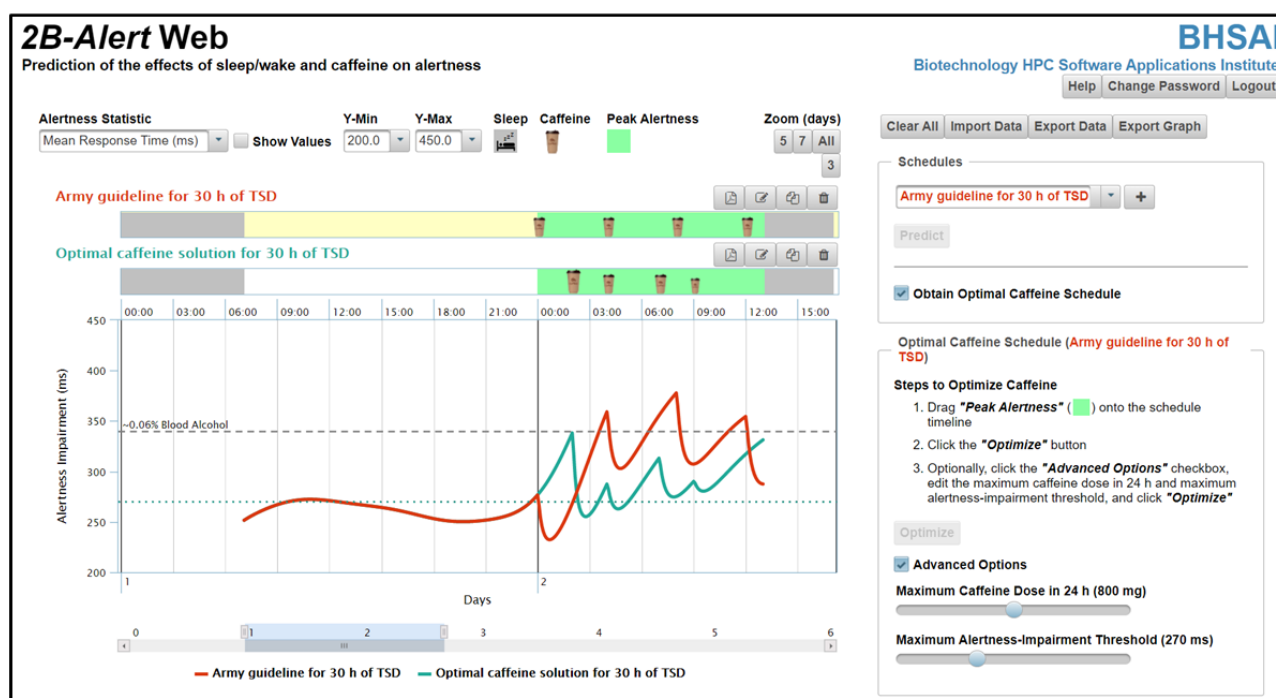 2B-Alert Web
Prediction of the effects of sleep/wake and caffeine on alertness
BHSAI
Biotechnology HPC Software Applications Institute
Help Change Password Logout
Alertness Statistic Y-Min Y-Max Sleep Caffeine Peak Alertness Zoom (days)
Mean Response Time (ms) Show Values 200.0 450.0 5 7 All
3
Clear All Import Data Export Data Export Graph
Army guideline for 30 h of TSD
Optimal caffeine solution for 30 h of TSD
00:00 03:00 06:00 09:00 12:00 15:00 18:00 21:00 00:00 03:00 06:00 09:00 12:00 15:00
Alertness Impairment (ms)
450
400
350
~0.06% Blood Alcohol
300
250
200
1 2
Days
0 1 2 3 4 5 6
Army guideline for 30 h of TSD Optimal caffeine solution for 30 h of TSD
Schedules
Army guideline for 30 h of TSD +
Predict
Obtain Optimal Caffeine Schedule
Optimal Caffeine Schedule (Army guideline for 30 h of
TSD)
Steps to Optimize Caffeine
1. Drag "Peak Alertness" ( ) onto the schedule
timeline
2. Click the "Optimize" button
3. Optionally, click the "Advanced Options" checkbox,
edit the maximum caffeine dose in 24 h and maximum
alertness-impairment threshold, and click "Optimize"
Optimize
Advanced Options
Maximum Caffeine Dose in 24 h (800 mg)
Maximum Alertness-Impairment Threshold (270 ms)